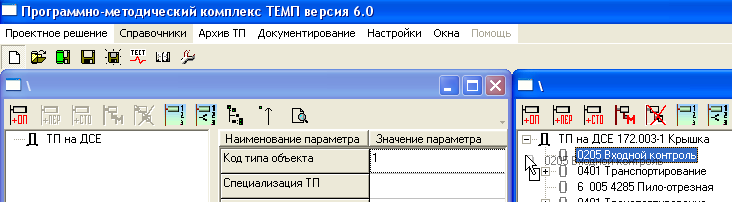 Программно-методический комплекс ТЕМП версия 6.0
Проектное решение Справочники Архив ТП Документирование Настройки Окна Помощь
ТЕСТ
\
\
+ОП +ПЕР +СТО
+ОП +ПЕР +СТО
Д ТП на ДСЕ
Наименование параметра Значение параметра
Код типа объекта 1
Специализация ТП
Д ТП на ДСЕ 172.003-1 Крышка
0205 Входной контроль
0205 Входной контроль
0401 Транспортирование
6 005 4285 Пило-отрезная
0401 Транспортирование